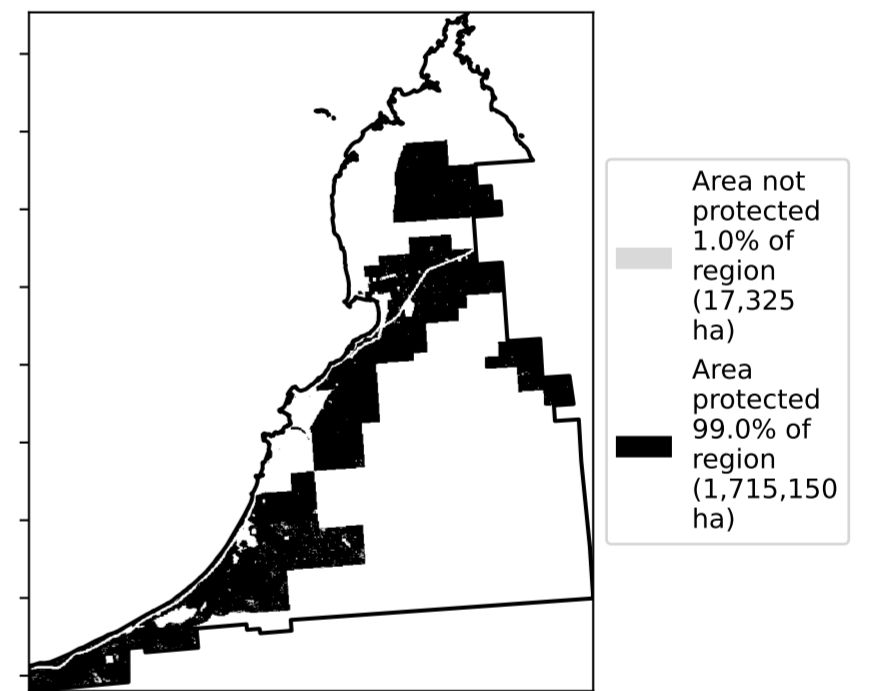 Area not
protected
1.0% of
region
(17,325
ha)
Area
protected
99.0% of
region
(1,715,150
ha)